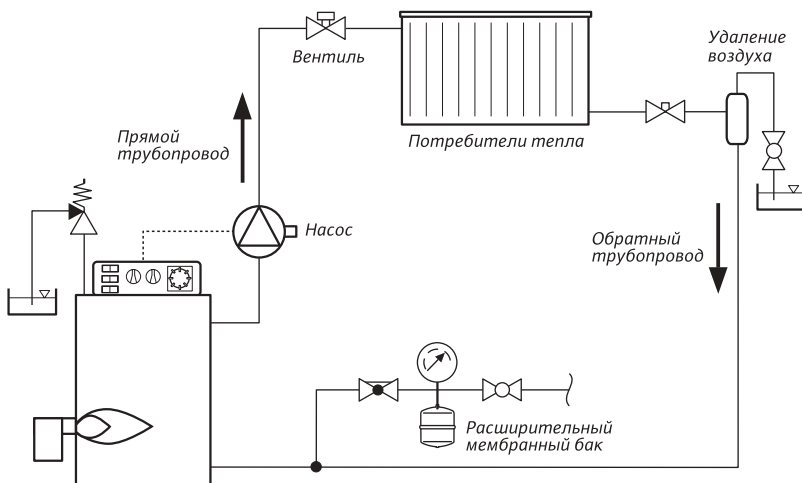 Вентиль
Удаление
воздуха
Прямой
трубопровод
Потребители тепла
Насос
Обратный
трубопровод
Расширительный
мембранный бак